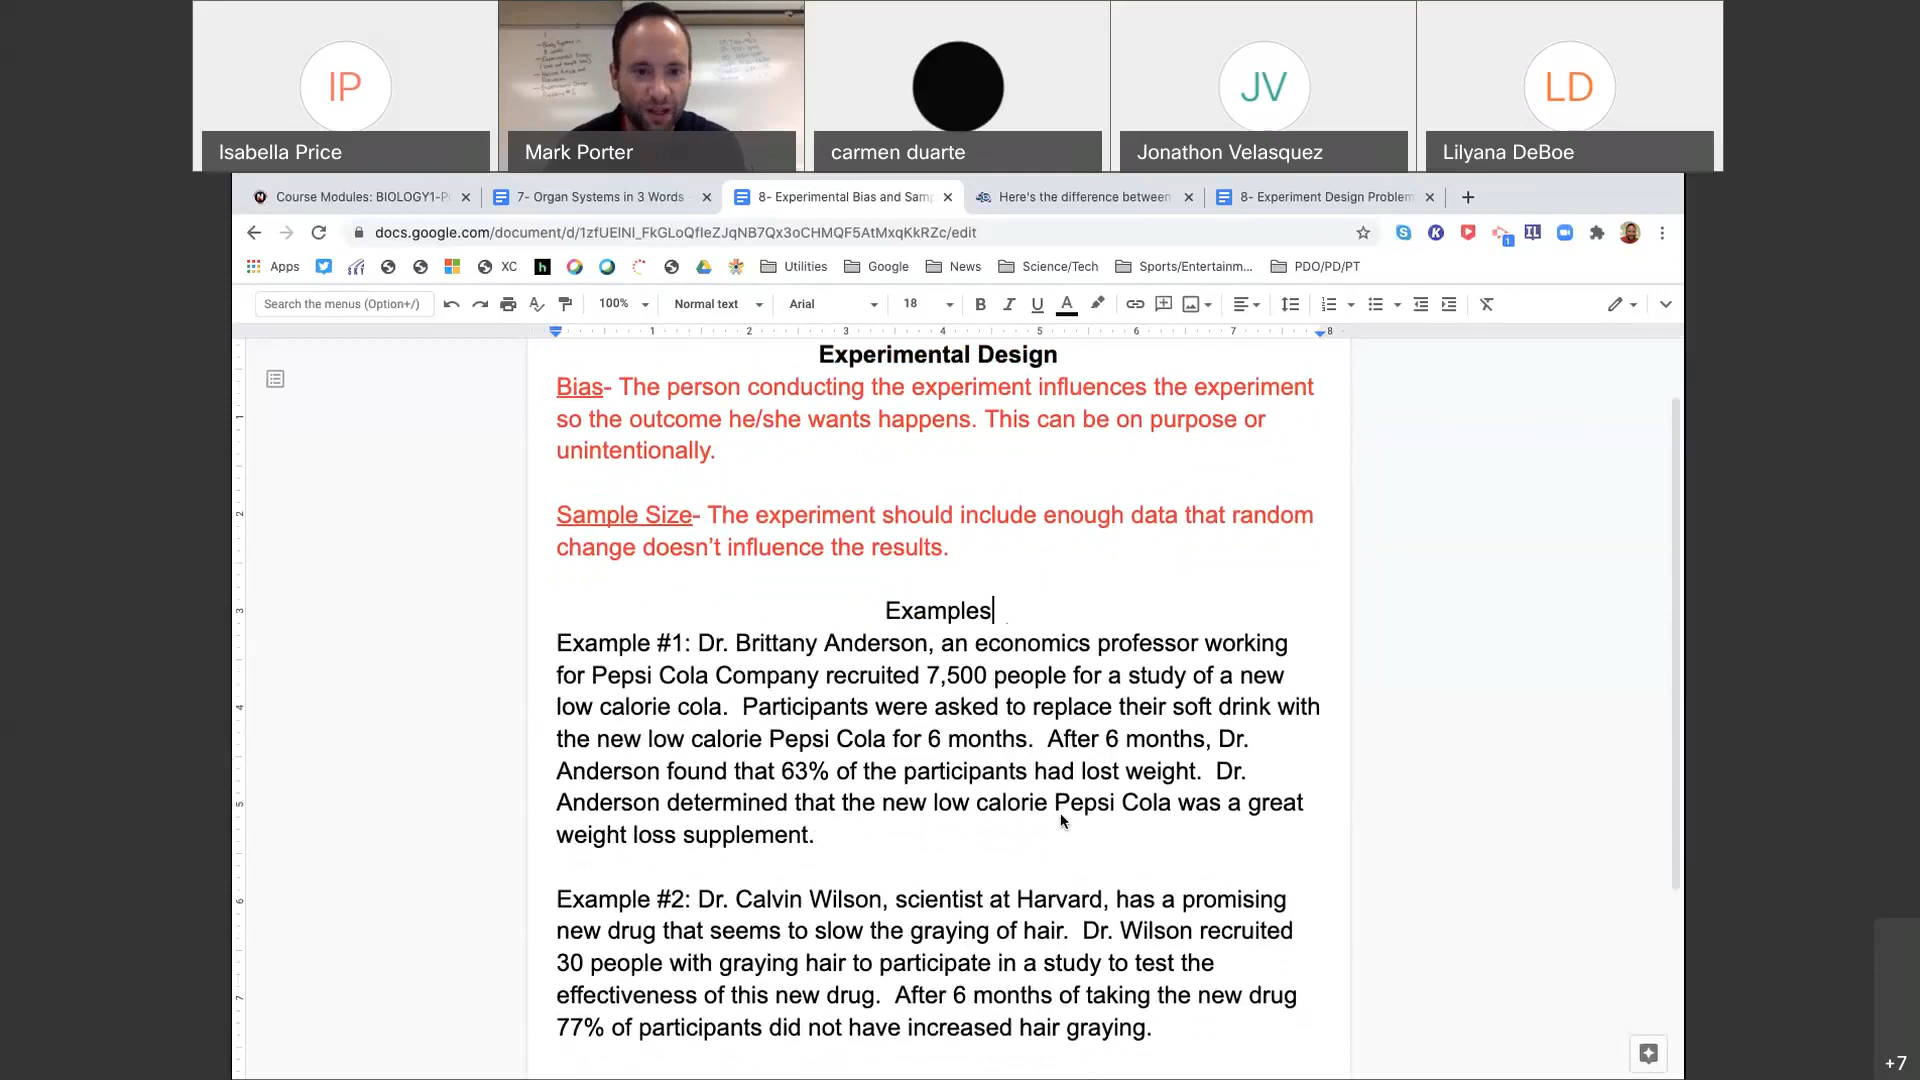 IP
Isabella Price
Mark Porter
carmen duarte
JV
Jonathon Velasquez
LD
Lilyana DeBoe
Course Modules: BIOLOGY1-P
7- Organ Systems in 3 Words
8- Experimental Bias and Samp
Here's the difference between
8- Experiment Design Problem
docs.google.com/document/d/1zfUElNI_FkGLoQfIeZJqNB7Qx3oCHMQF5AtMxqKkRZc/edit
Apps
XC
Utilities
Google
News
Science/Tech
Sports/Entertainm...
PDO/PD/PT
Search the menus (Option+/)
100%
Normal text
Arial
18
1 2 3 4 5 6 7 8
Experimental Design
Bias- The person conducting the experiment influences the experiment
so the outcome he/she wants happens. This can be on purpose or
unintentionally.
Sample Size- The experiment should include enough data that random
change doesn’t influence the results.
Examples
Example #1: Dr. Brittany Anderson, an economics professor working
for Pepsi Cola Company recruited 7,500 people for a study of a new
low calorie cola.  Participants were asked to replace their soft drink with
the new low calorie Pepsi Cola for 6 months.  After 6 months, Dr.
Anderson found that 63% of the participants had lost weight.  Dr.
Anderson determined that the new low calorie Pepsi Cola was a great
weight loss supplement.
Example #2: Dr. Calvin Wilson, scientist at Harvard, has a promising
new drug that seems to slow the graying of hair.  Dr. Wilson recruited
30 people with graying hair to participate in a study to test the
effectiveness of this new drug.  After 6 months of taking the new drug
77% of participants did not have increased hair graying.
+7